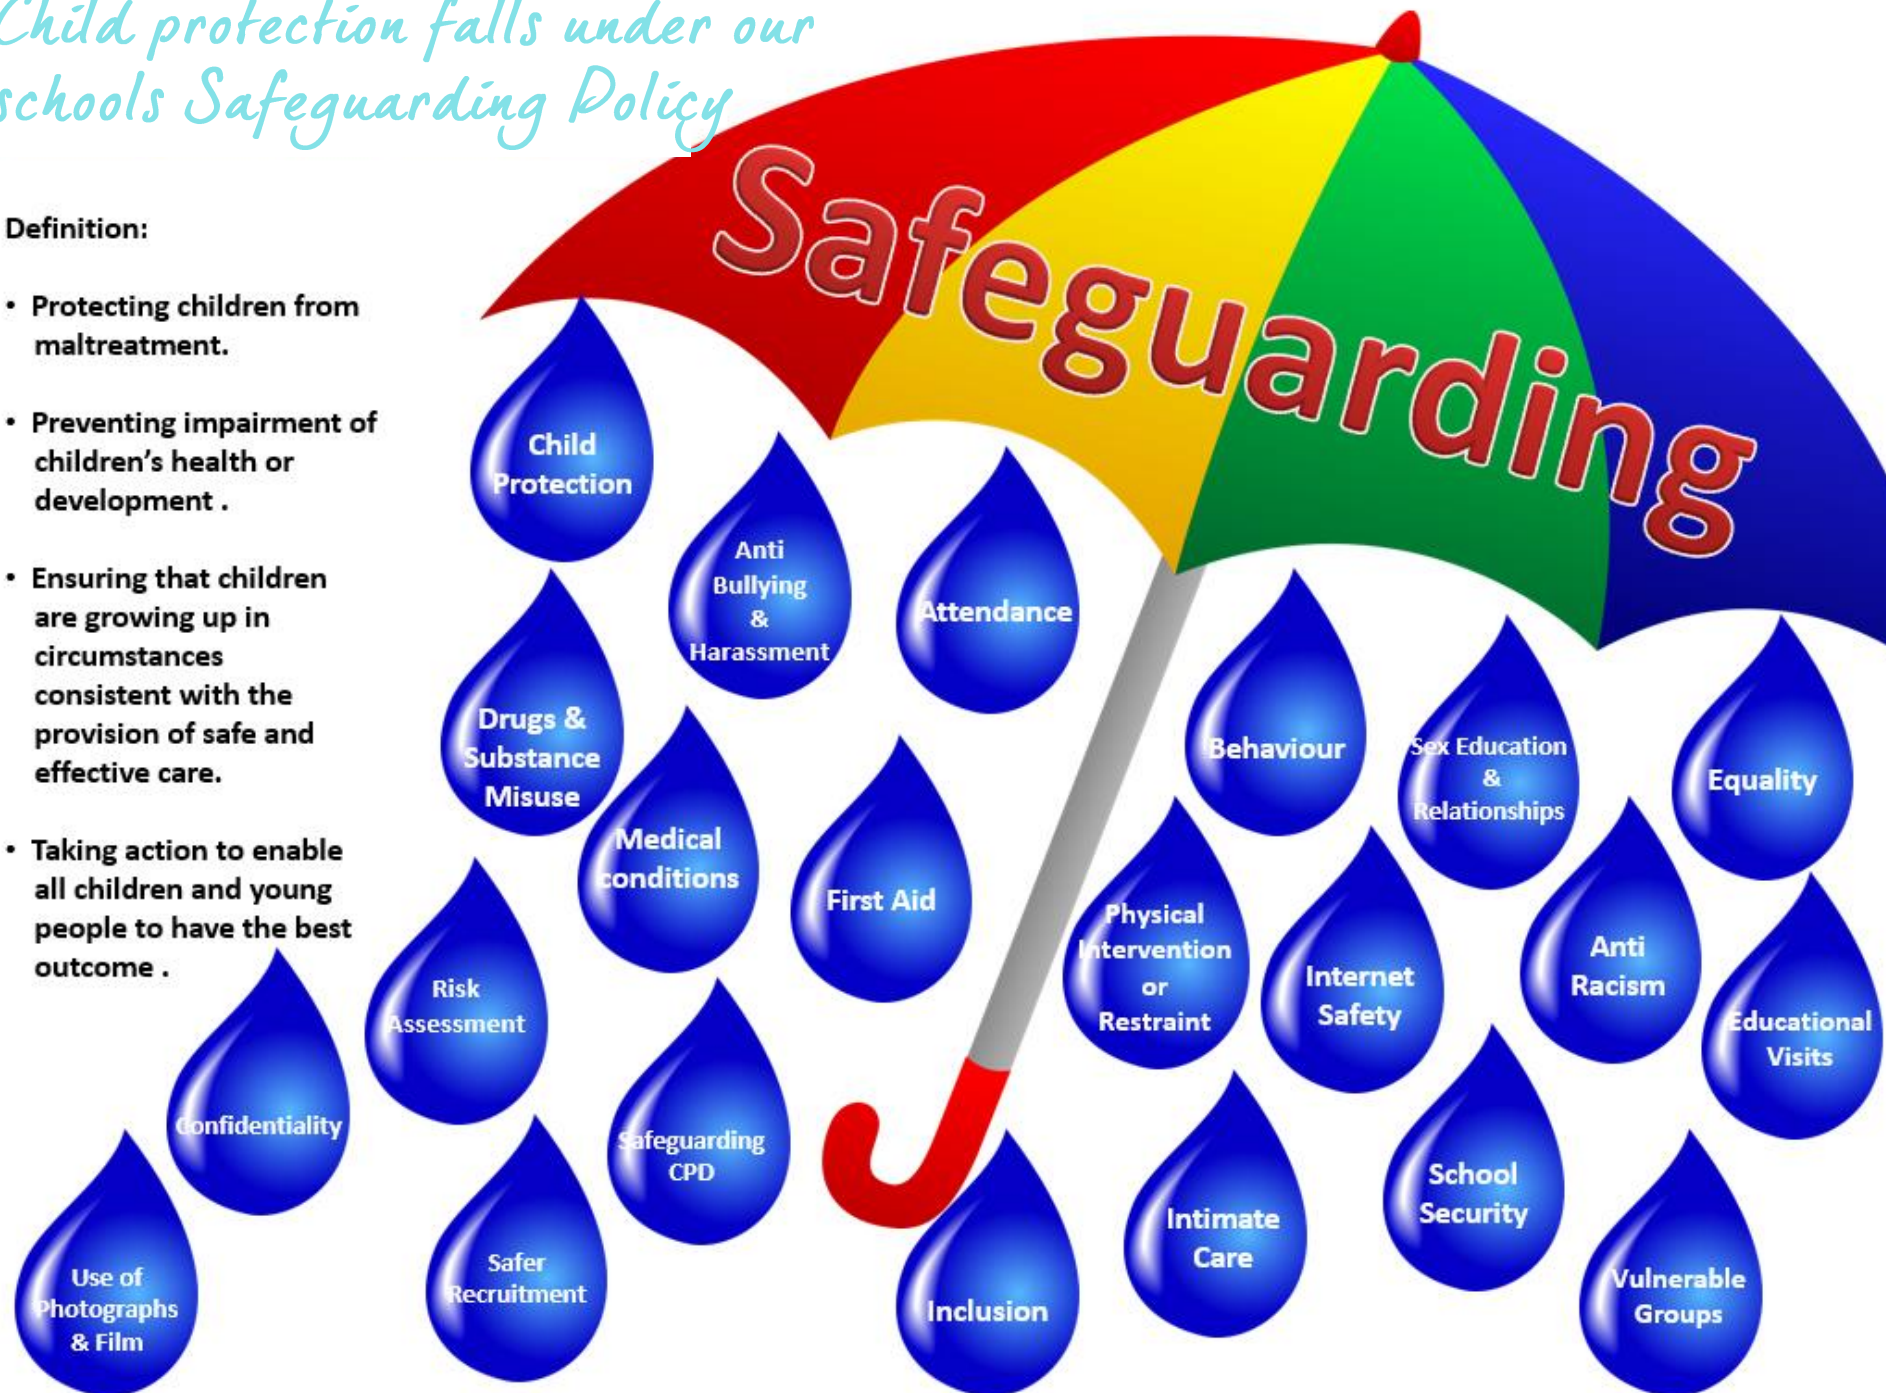 Child protection falls under our
schools Safeguarding Policy
Safeguarding
Definition:
• Protecting children from
maltreatment.
• Preventing impairment of
children’s health or
development .
• Ensuring that children
are growing up in
circumstances
consistent with the
provision of safe and
effective care.
• Taking action to enable
all children and young
people to have the best
outcome .
Child
Protection
Anti
Bullying
&
Harassment
Attendance
Drugs &
Substance
Misuse
Medical
conditions
First Aid
Behaviour
Sex Education
&
Relationships
Equality
Physical
Intervention
or
Restraint
Internet
Safety
Anti
Racism
Educational
Visits
Risk
Assessment
Confidentiality
Safeguarding
CPD
Use of
Photographs
& Film
Safer
Recruitment
Inclusion
Intimate
Care
School
Security
Vulnerable
Groups